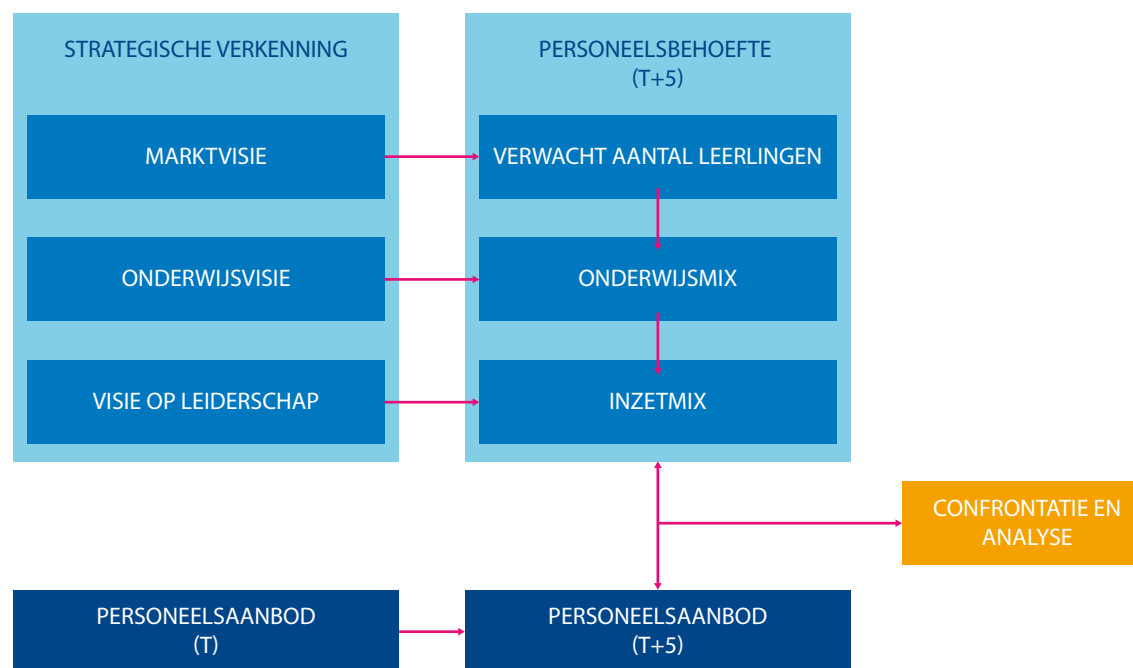 STRATEGISCHE VERKENNING
MARKTVISIE
ONDERWIJSVISIE
VISIE OP LEIDERSCHAP
PERSONEELSBEHOEFTE
(T+5)
VERWACHT AANTAL LEERLINGEN
ONDERWIJSMIX
INZETMIX
CONFRONTATIE EN
ANALYSE
PERSONEELSAANBOD
(T)
PERSONEELSAANBOD
(T+5)